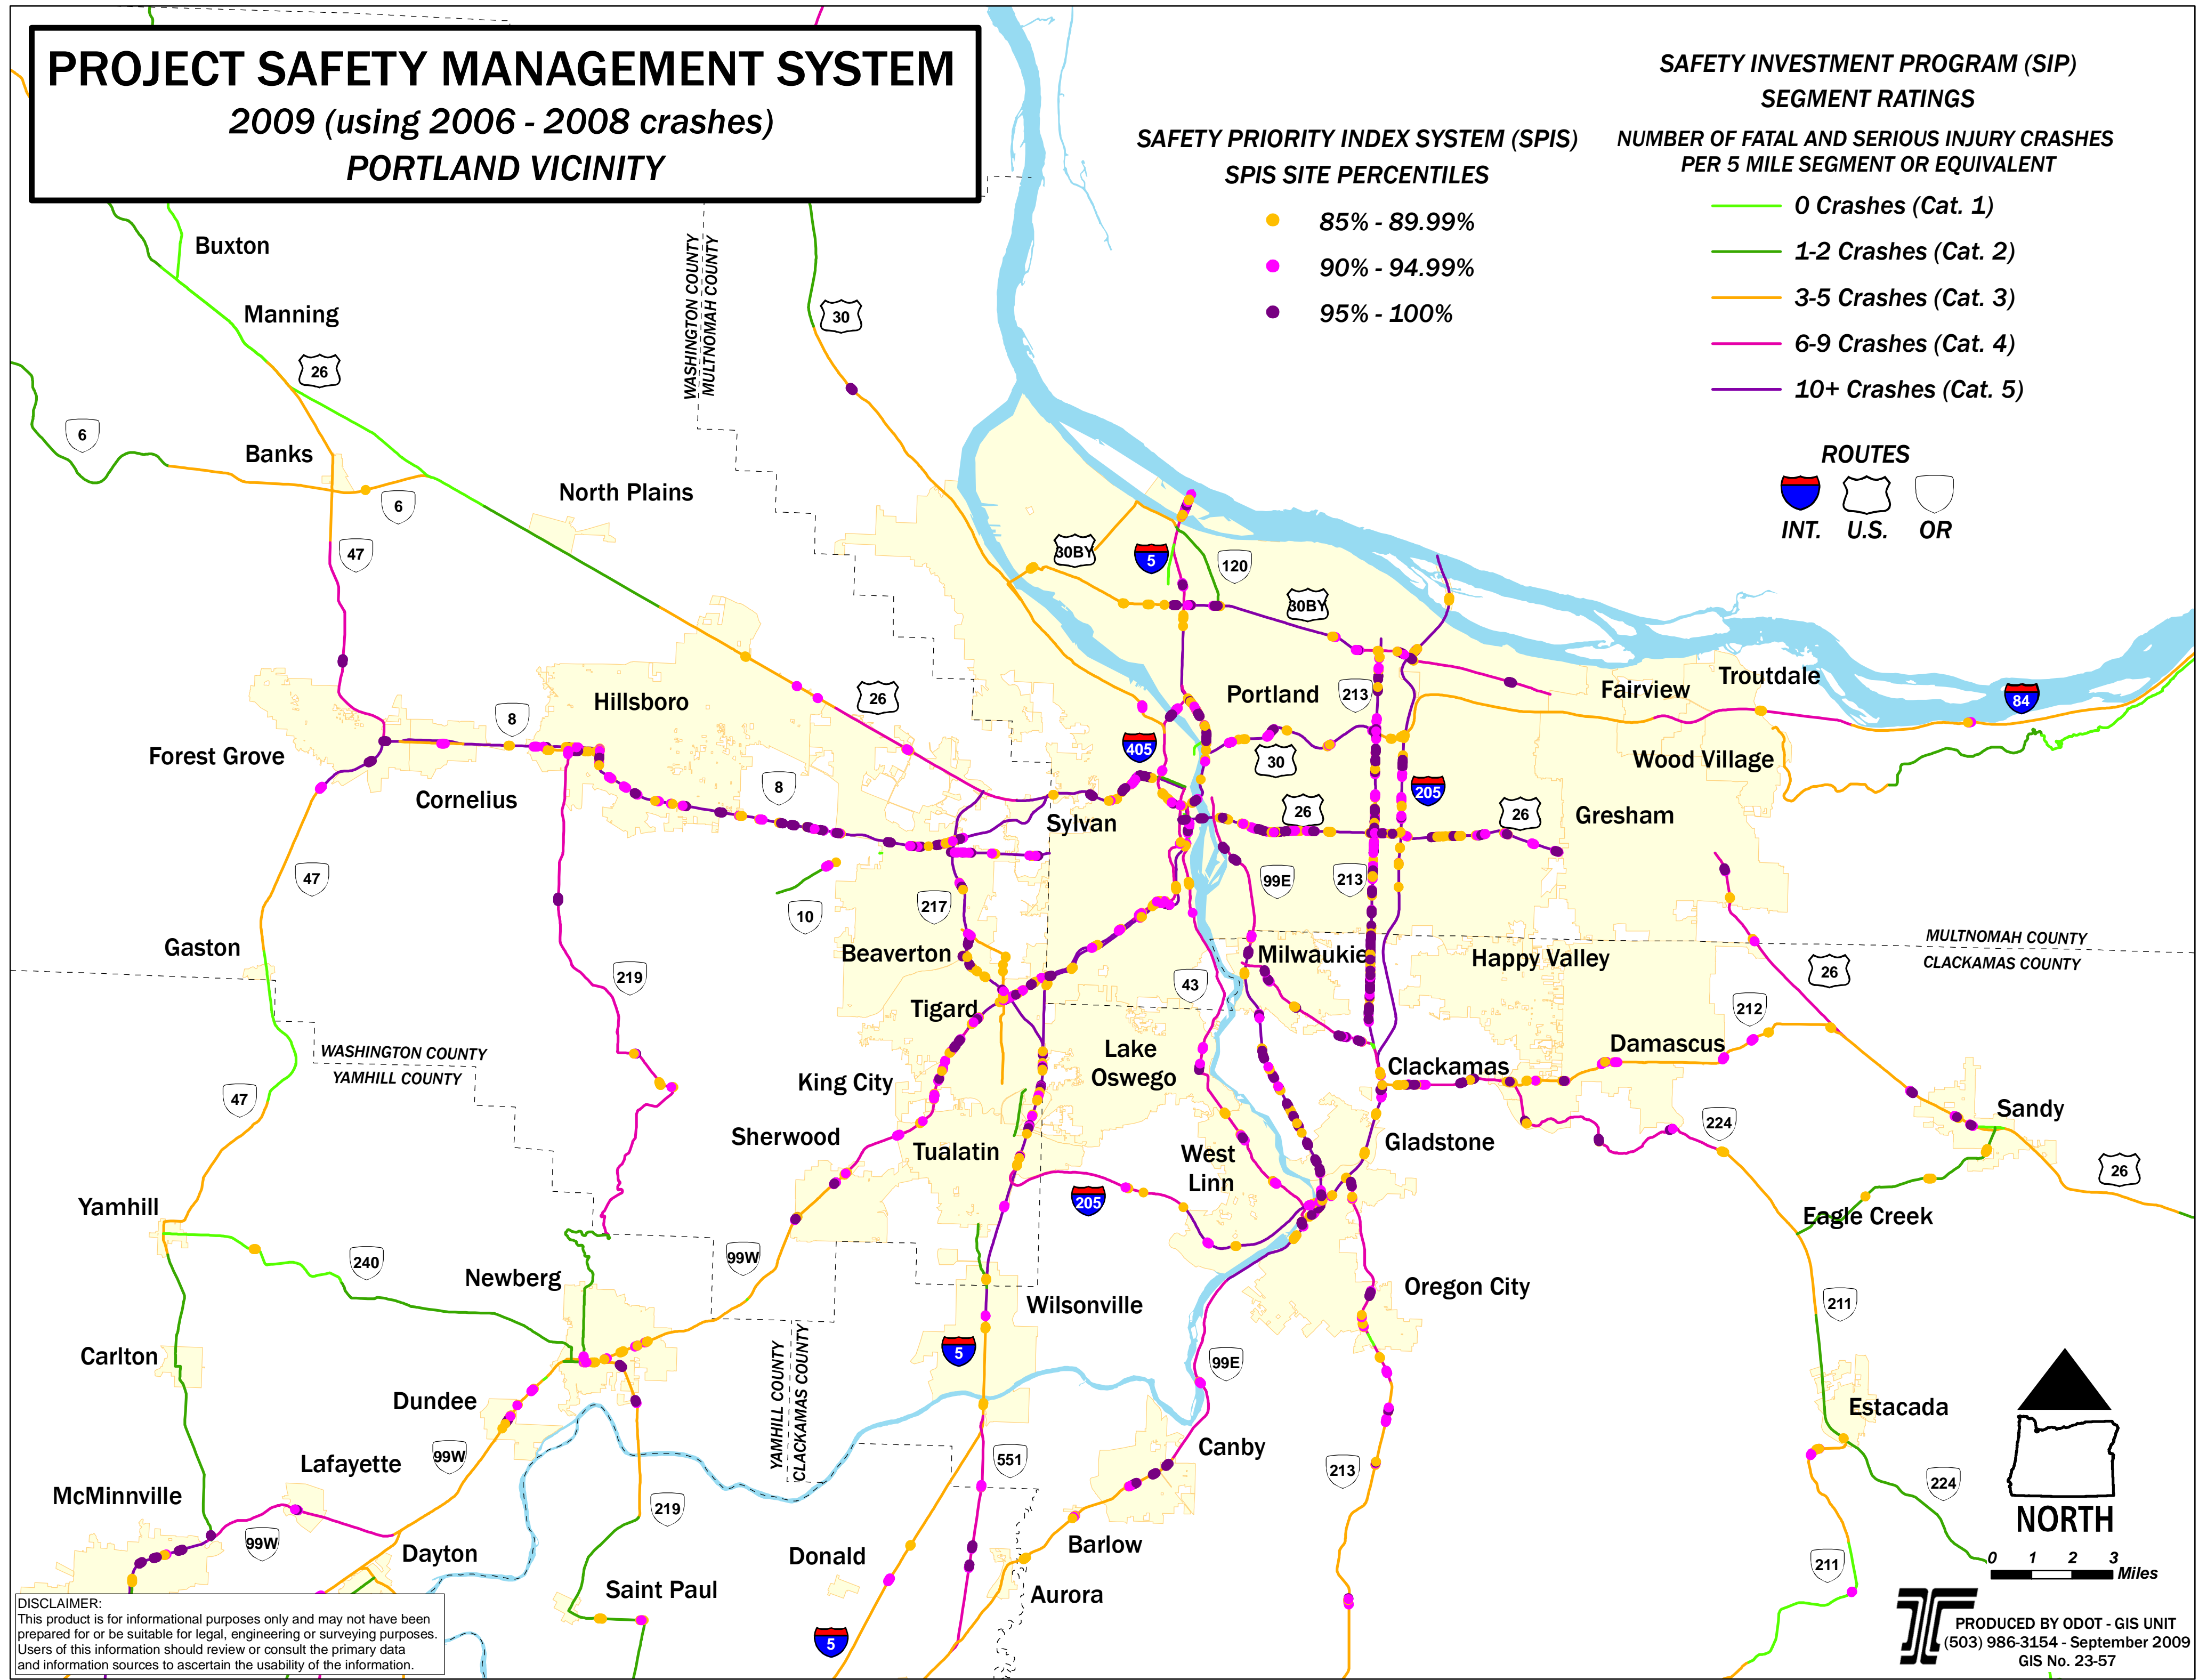 PROJECT SAFETY MANAGEMENT SYSTEM
2009 (using 2006 - 2008 crashes)
PORTLAND VICINITY
SAFETY PRIORITY INDEX SYSTEM (SPIS)
SPIS SITE PERCENTILES
85% - 89.99%
90% - 94.99%
95% - 100%
SAFETY INVESTMENT PROGRAM (SIP)
SEGMENT RATINGS
NUMBER OF FATAL AND SERIOUS INJURY CRASHES
PER 5 MILE SEGMENT OR EQUIVALENT
0 Crashes (Cat. 1)
1-2 Crashes (Cat. 2)
3-5 Crashes (Cat. 3)
6-9 Crashes (Cat. 4)
10+ Crashes (Cat. 5)
ROUTES
INT. U.S. OR
Buxton
WASHINGTON COUNTY
MULTNOMAH COUNTY
Manning
30
26
6
Banks
North Plains
6
47
30BY
5
120
30BY
Hillsboro
26
8
Portland
213
Fairview
Troutdale
84
Forest Grove
405
30
Wood Village
Cornelius
8
205
Sylvan
26
26
Gresham
47
10
217
99E
213
Gaston
Beaverton
Milwaukie
Happy Valley
MULTNOMAH COUNTY
CLACKAMAS COUNTY
26
219
43
Tigard
212
WASHINGTON COUNTY
YAMHILL COUNTY
Lake
Oswego
Damascus
Clackamas
King City
47
Sandy
Sherwood
Tualatin
West
Linn
Gladstone
224
26
205
Yamhill
Eagle Creek
240
99W
Newberg
Wilsonville
Oregon City
211
5
YAMHILL COUNTY
CLACKAMAS COUNTY
Carlton
99E
Dundee
Estacada
99W
Lafayette
551
Canby
213
224
McMinnville
219
99W
NORTH
Dayton
Donald
Barlow
211
0 1 2 3
Miles
Saint Paul
Aurora
5
DISCLAIMER:
This product is for informational purposes only and may not have been
prepared for or be suitable for legal, engineering or surveying purposes.
Users of this information should review or consult the primary data
and information sources to ascertain the usability of the information.
PRODUCED BY ODOT - GIS UNIT
(503) 986-3154 - September 2009
GIS No. 23-57